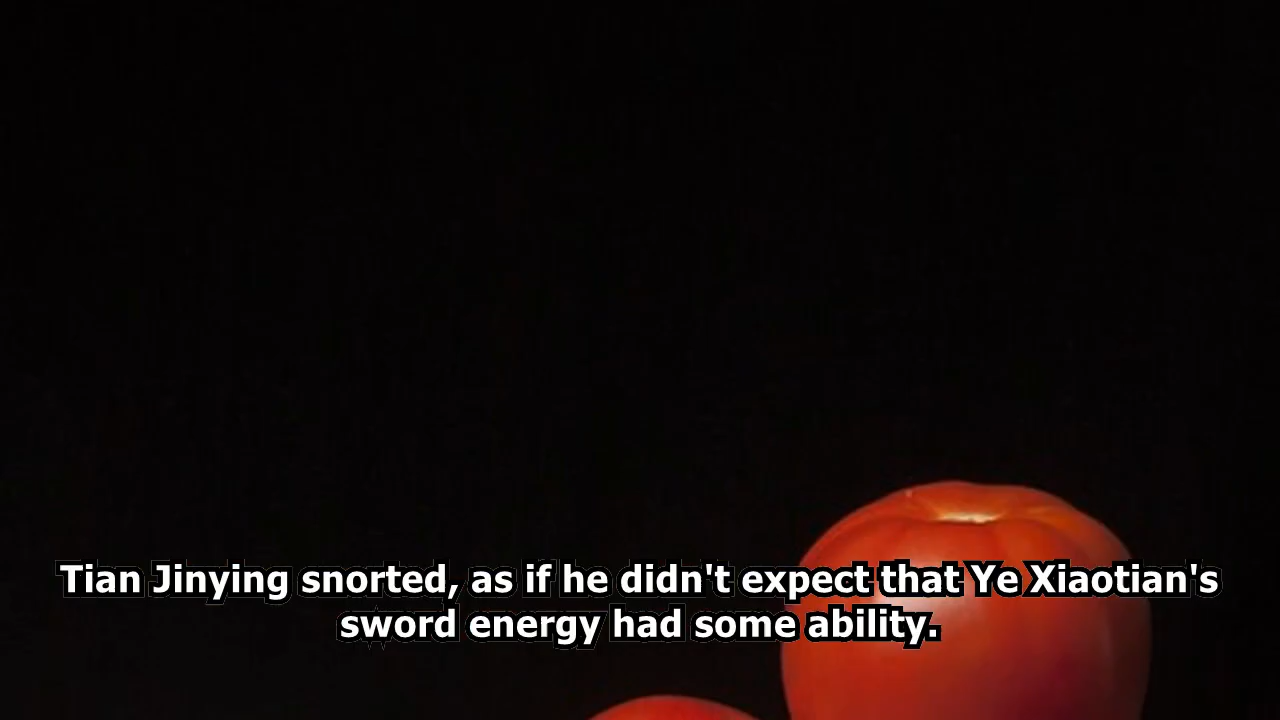 Tian Jinying snorted, as if he didn't expect that Ye Xiaotian's
sword energy had some ability.